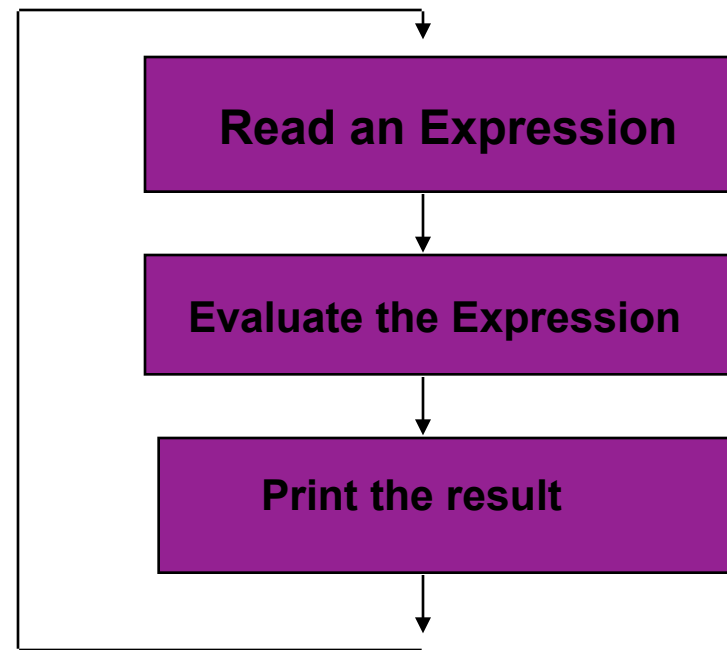 Read an Expression
Evaluate the Expression
Print the result